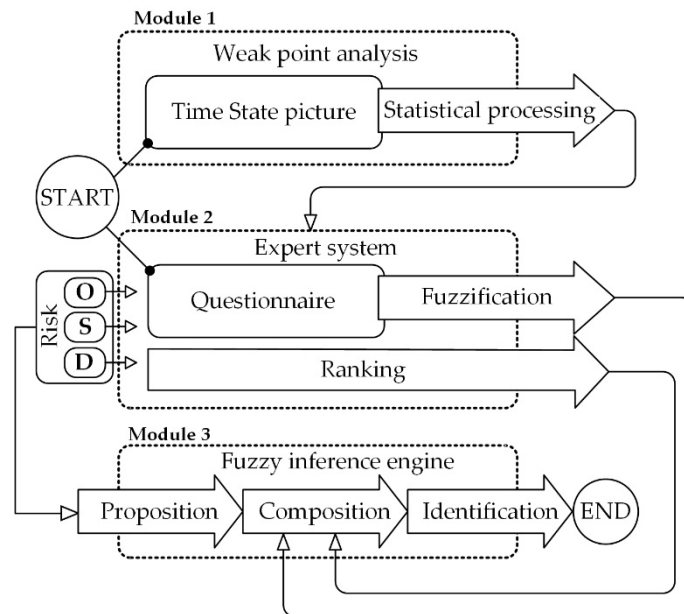 Module 1
Weak point analysis
Time State picture
Statistical processing
START
Module 2
Expert system
Questionnaire
Fuzzification
Risk
O
S
D
Ranking
Module 3
Fuzzy inference engine
Proposition
Composition
Identification
END